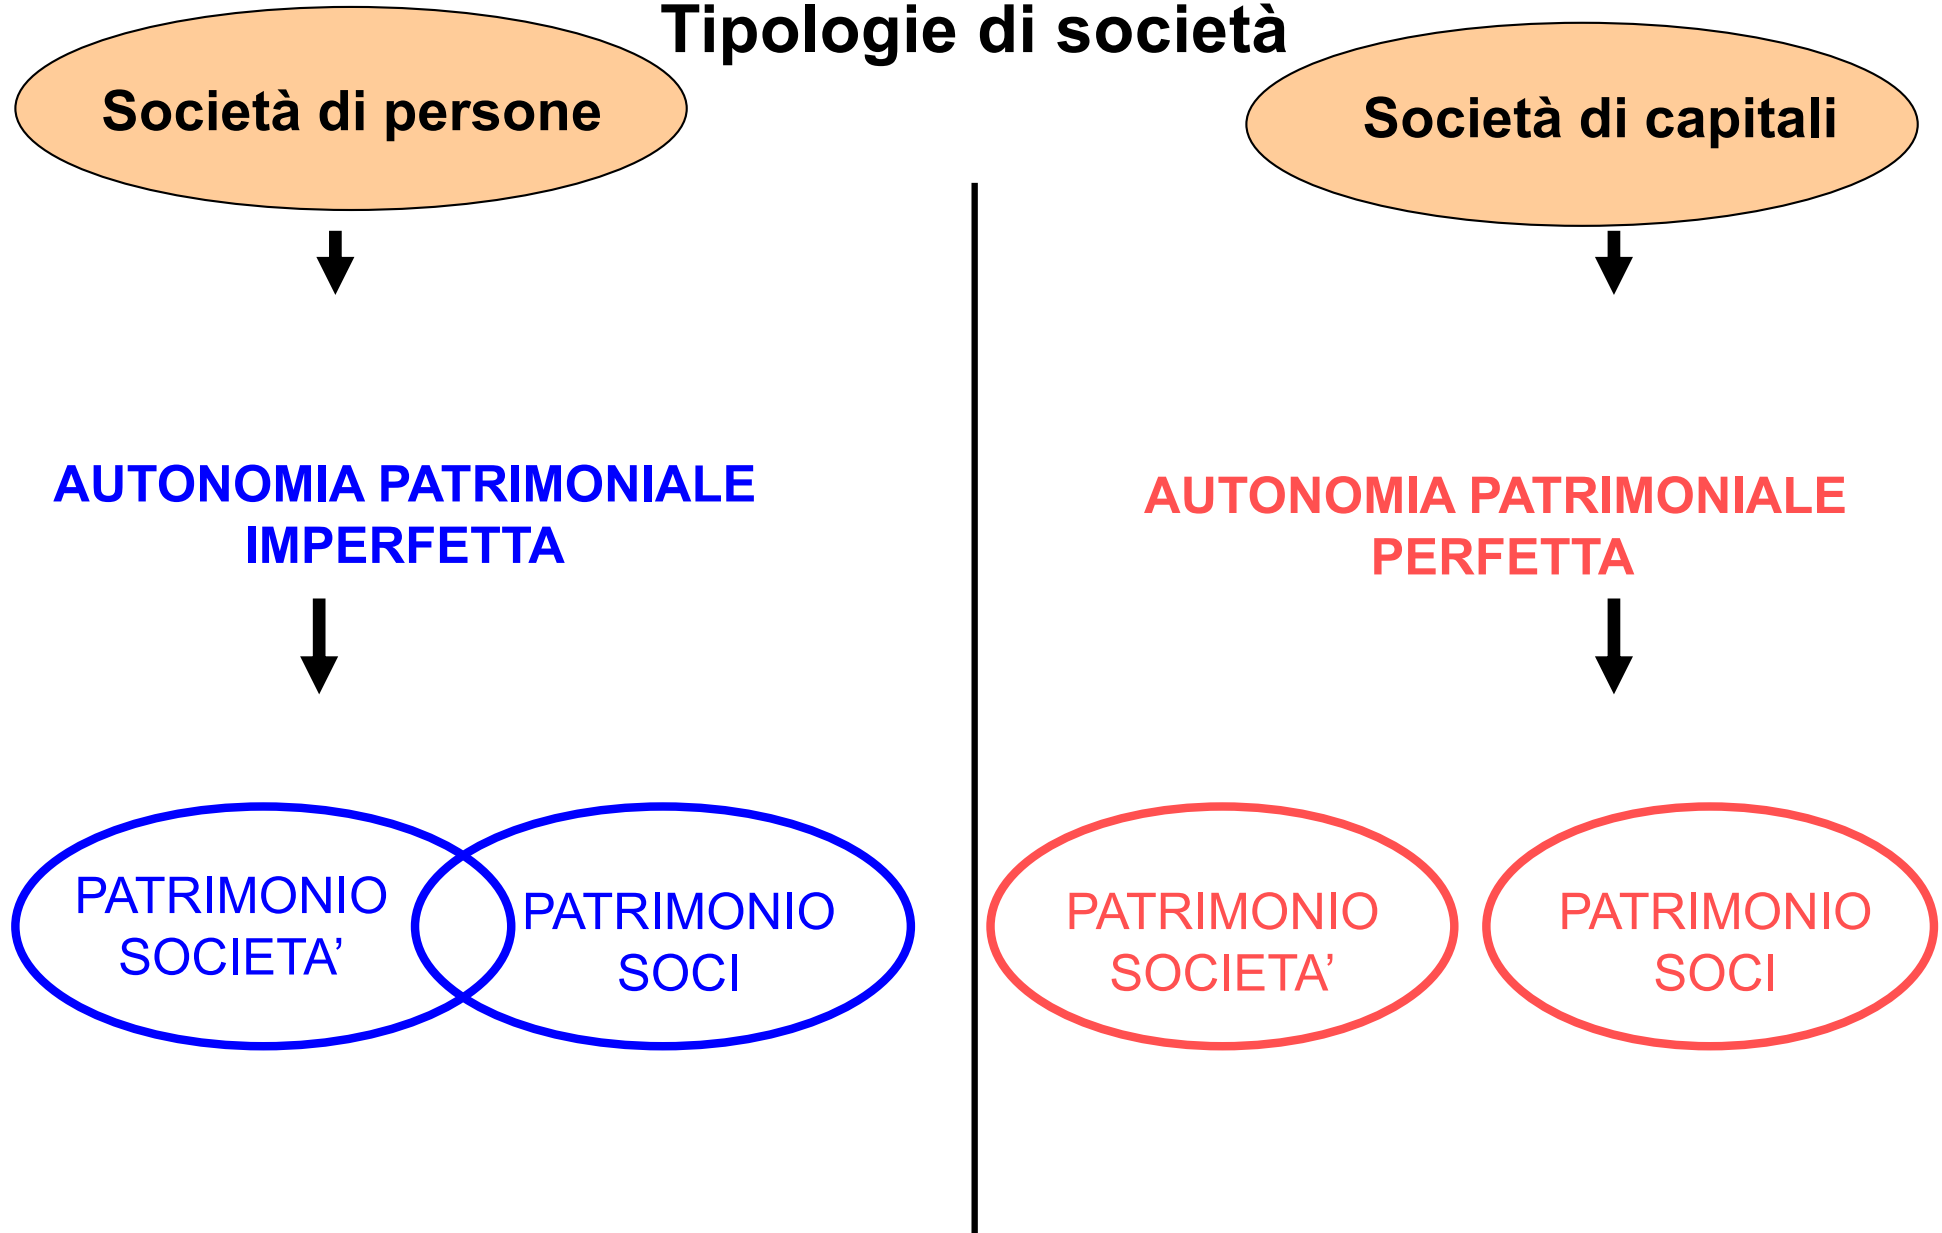 Tipologie di società
Società di persone
Società di capitali
AUTONOMIA PATRIMONIALE
IMPERFETTA
AUTONOMIA PATRIMONIALE
PERFETTA
PATRIMONIO
SOCIETA’
PATRIMONIO
SOCI
PATRIMONIO
SOCIETA’
PATRIMONIO
SOCI